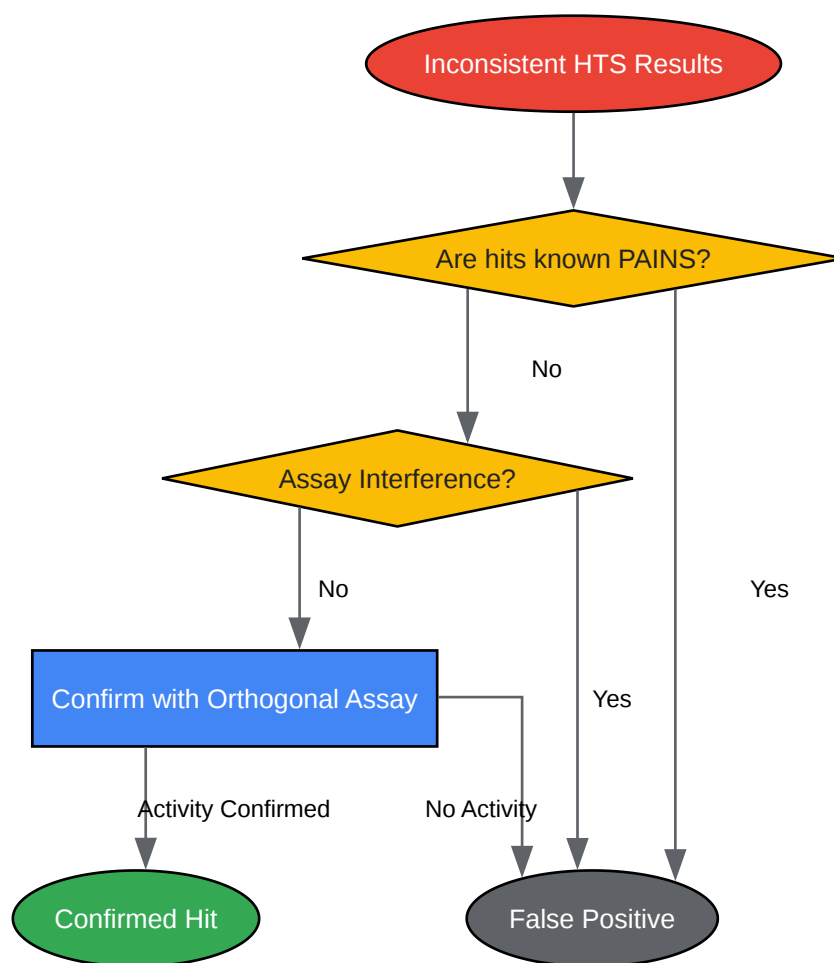 Inconsistent HTS Results
Are hits known PAINS?
No
Assay Interference?
No
Yes
Confirm with Orthogonal Assay
Yes
Activity Confirmed
No Activity
Confirmed Hit
False Positive